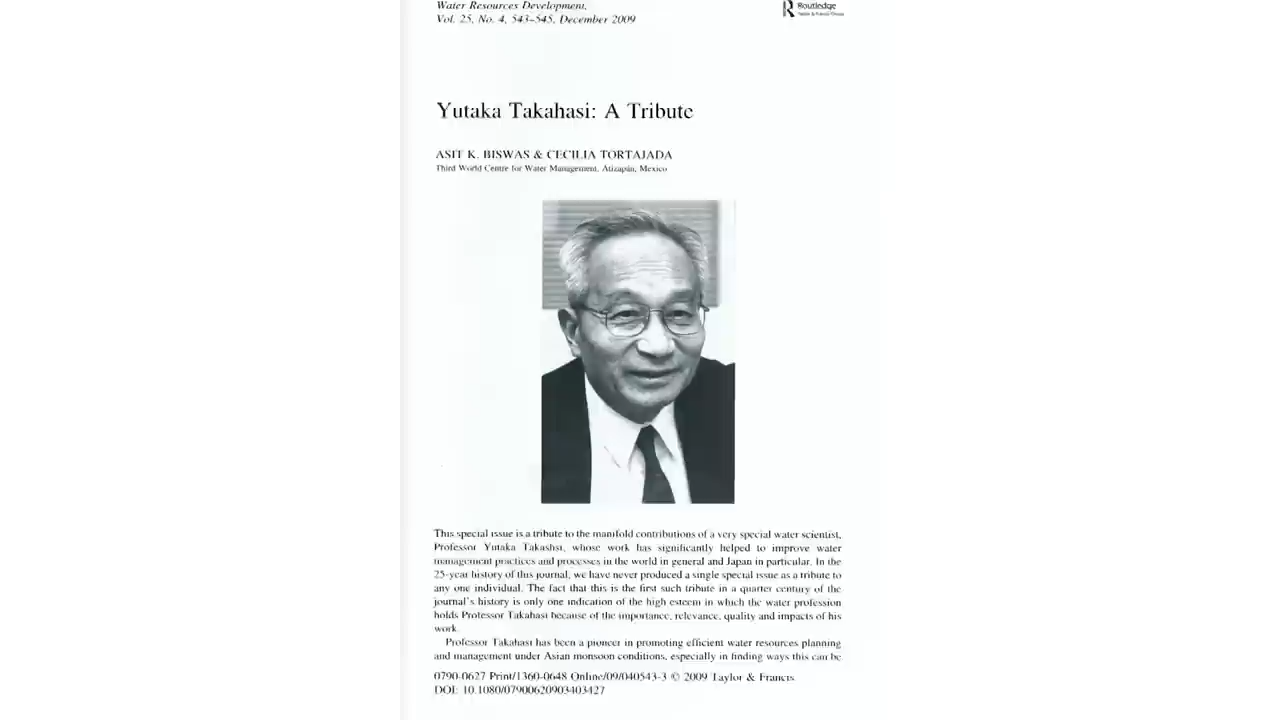 Water Resources Development,
Vol. 25, No. 4, 543–545, December 2009
Routledge
Taylor & Francis Group
Yutaka Takahasi: A Tribute
ASIT K. BISWAS & CECILIA TORTAJADA
Third World Centre for Water Management, Atizapán, Mexico
This special issue is a tribute to the manifold contributions of a very special water scientist,
Professor Yutaka Takashsi, whose work has significantly helped to improve water
management practices and processes in the world in general and Japan in particular. In the
25-year history of this journal, we have never produced a single special issue as a tribute to
any one individual. The fact that this is the first such tribute in a quarter century of the
journal's history is only one indication of the high esteem in which the water profession
holds Professor Takahasi because of the importance, relevance, quality and impacts of his
work.
Professor Takahasi has been a pioneer in promoting efficient water resources planning
and management under Asian monsoon conditions, especially in finding ways this can be
0790-0627 Print/1360-0648 Online/09/040543-3 © 2009 Taylor & Francis
DOI: 10.1080/07900620903403427